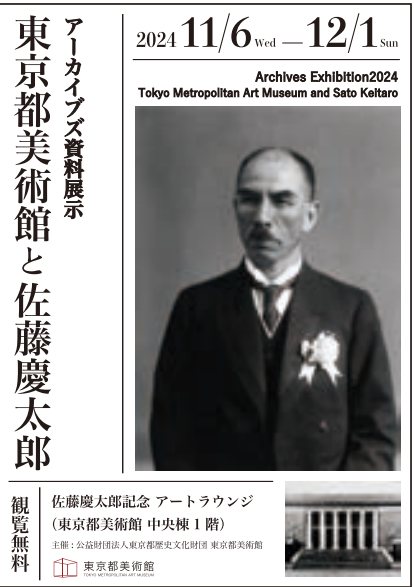 アーカイブズ資料展示
東京都美術館と佐藤慶太郎
2024 11/6 Wed — 12/1 Sun
Archives Exhibition2024
Tokyo Metropolitan Art Museum and Sato Keitaro
観覧無料
佐藤慶太郎記念 アートラウンジ
（東京都美術館 中央棟1階）
主催：公益財団法人東京都歴史文化財団 東京都美術館
東京都美術館
TOKYO METROPOLITAN ART MUSEUM